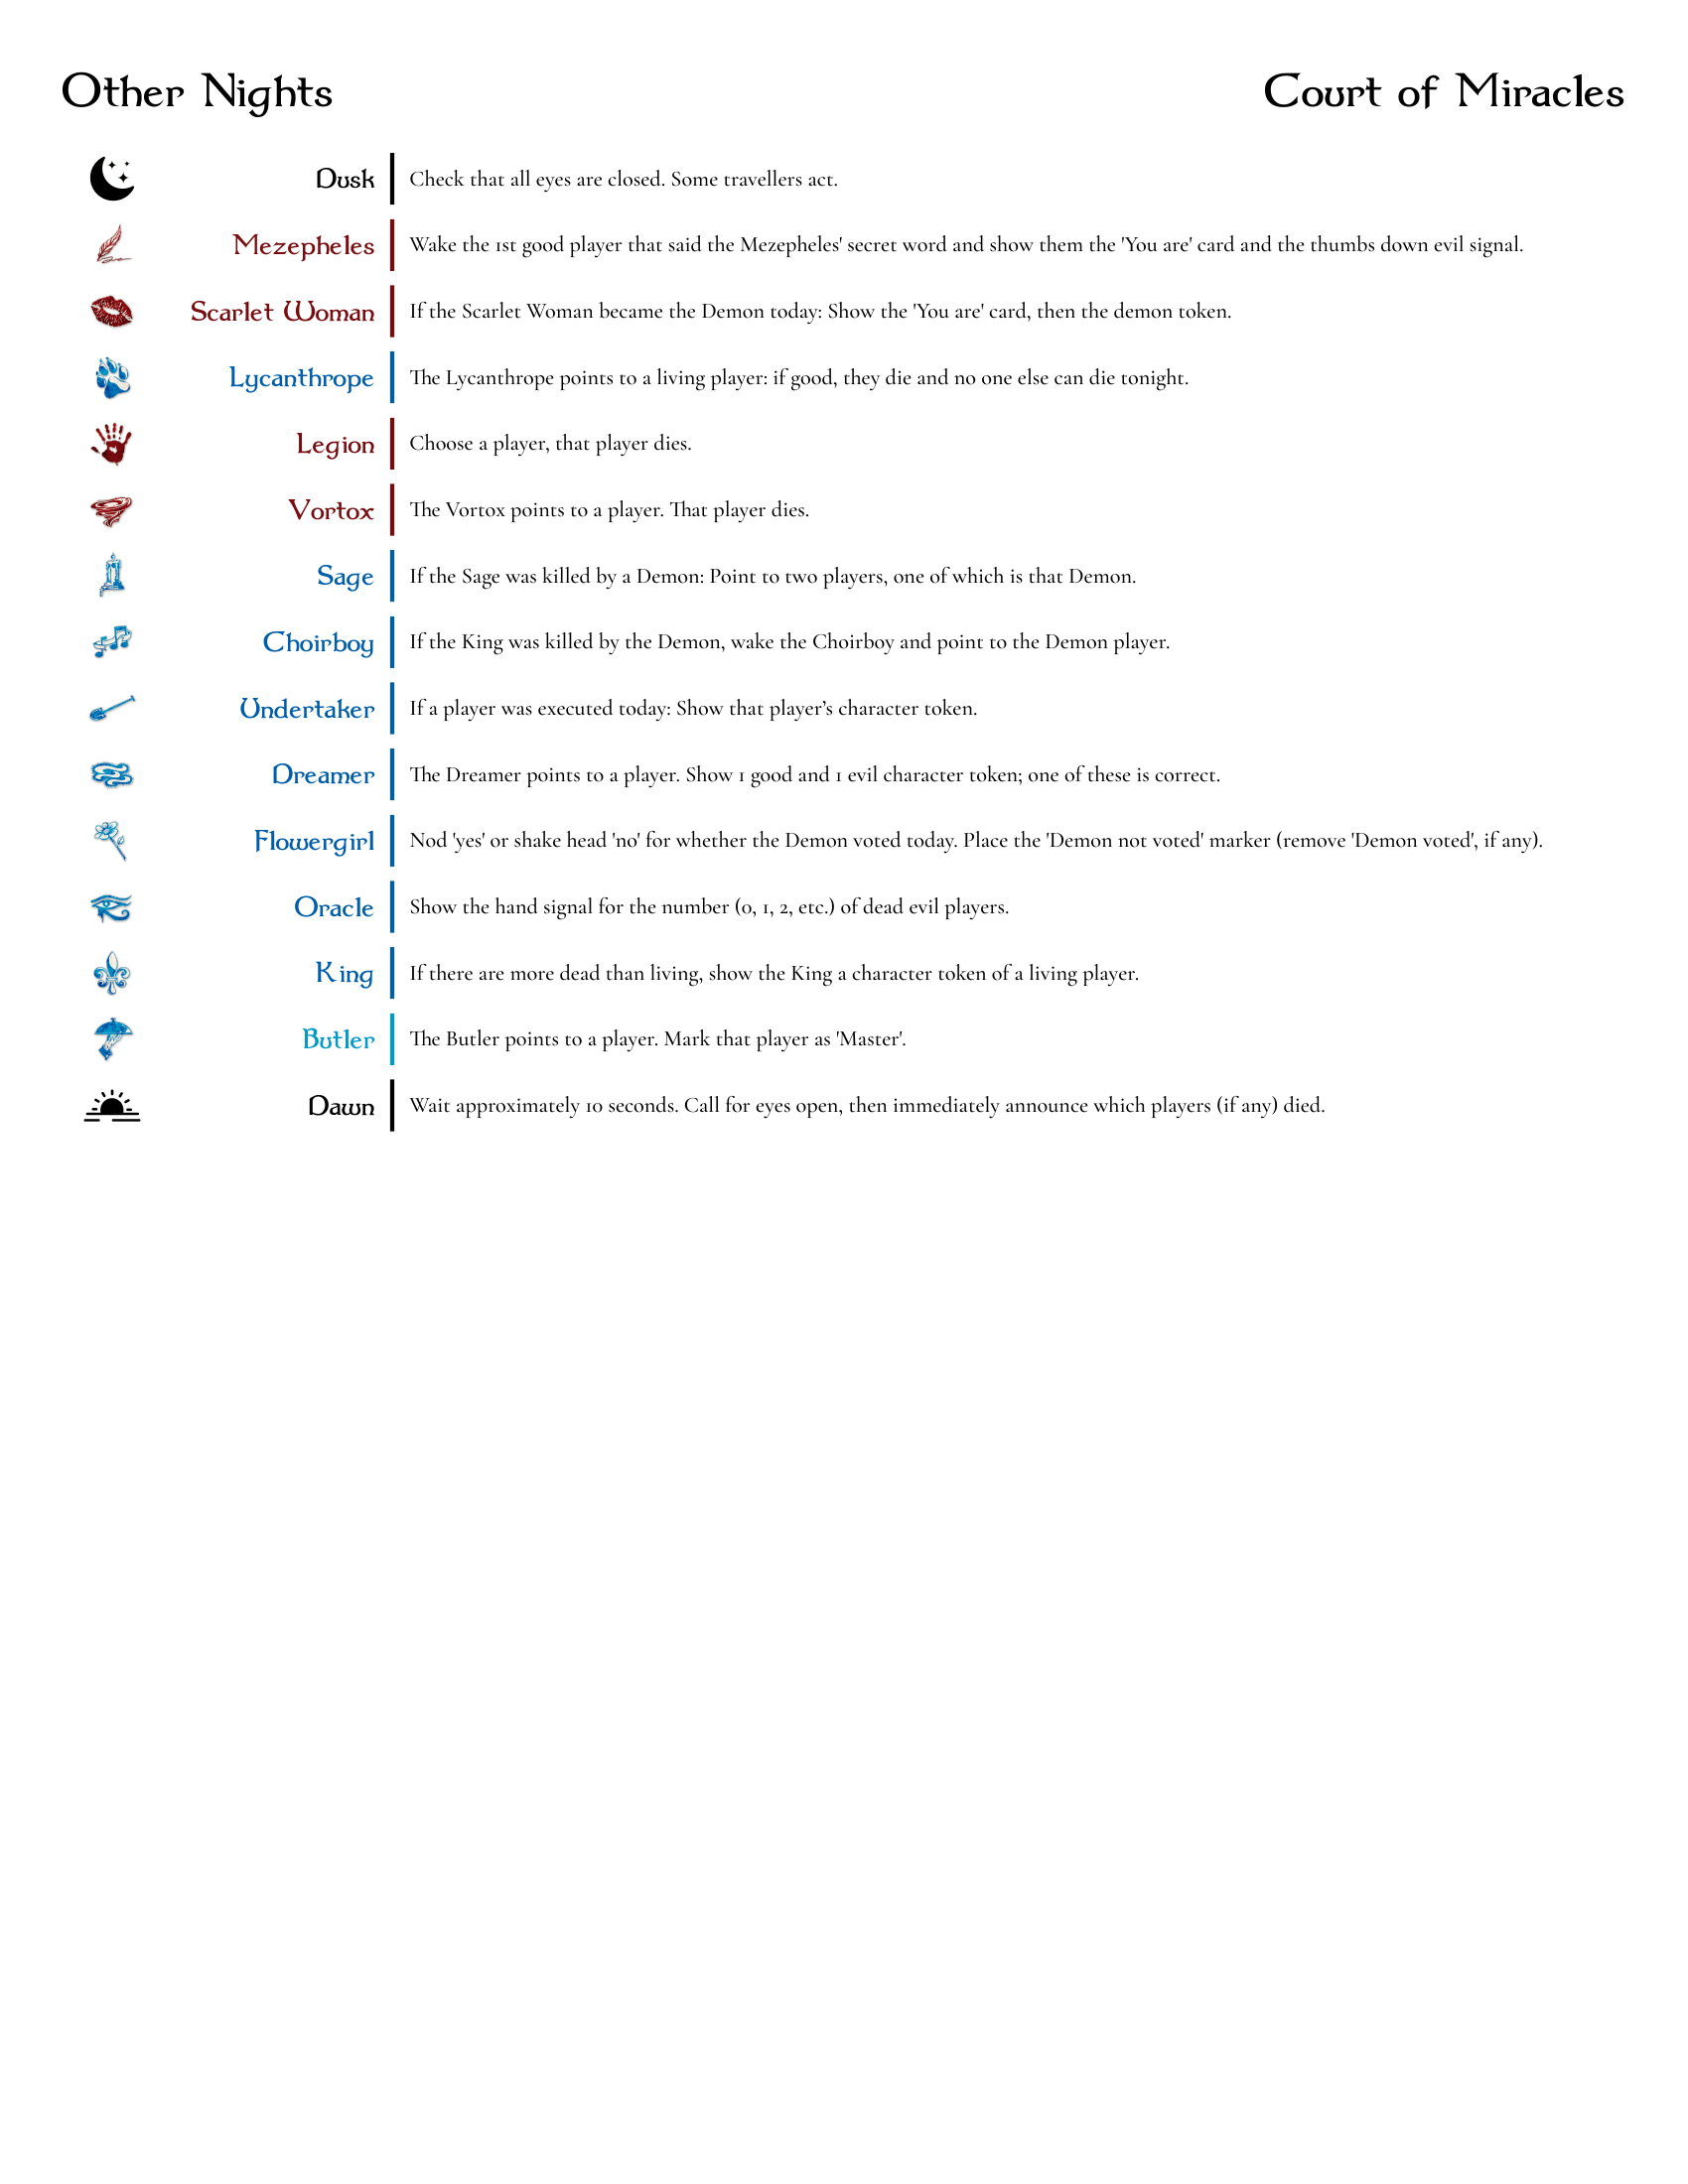 Other Nights
Court of Miracles
Dusk
Check that all eyes are closed. Some travellers act.
Mezepheles
Wake the 1st good player that said the Mezepheles' secret word and show them the 'You are' card and the thumbs down evil signal.
Scarlet Woman
If the Scarlet Woman became the Demon today: Show the 'You are' card, then the demon token.
Lycanthrope
The Lycanthrope points to a living player: if good, they die and no one else can die tonight.
Legion
Choose a player, that player dies.
Vortox
The Vortox points to a player. That player dies.
Sage
If the Sage was killed by a Demon: Point to two players, one of which is that Demon.
Choirboy
If the King was killed by the Demon, wake the Choirboy and point to the Demon player.
Undertaker
If a player was executed today: Show that player’s character token.
Dreamer
The Dreamer points to a player. Show 1 good and 1 evil character token; one of these is correct.
Flowergirl
Nod 'yes' or shake head 'no' for whether the Demon voted today. Place the 'Demon not voted' marker (remove 'Demon voted', if any).
Oracle
Show the hand signal for the number (0, 1, 2, etc.) of dead evil players.
King
If there are more dead than living, show the King a character token of a living player.
Butler
The Butler points to a player. Mark that player as 'Master'.
Dawn
Wait approximately 10 seconds. Call for eyes open, then immediately announce which players (if any) died.